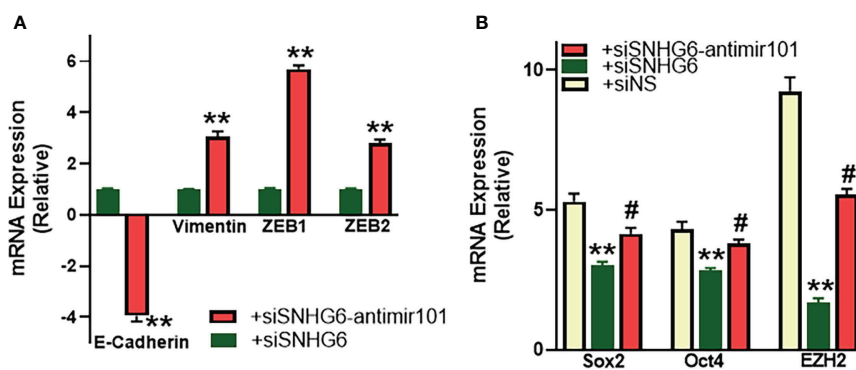 A
mRNA Expression
(Relative)
6
4
2
0
-2
-4
**
**
**
**
Vimentin
ZEB1
ZEB2
E-Cadherin
+siSNHG6-antimir101
+siSNHG6
B
mRNA Expression
(Relative)
10
5
0
+siSNHG6-antimir101
+siSNHG6
+siNS
**
#
**
#
**
#
Sox2
Oct4
EZH2